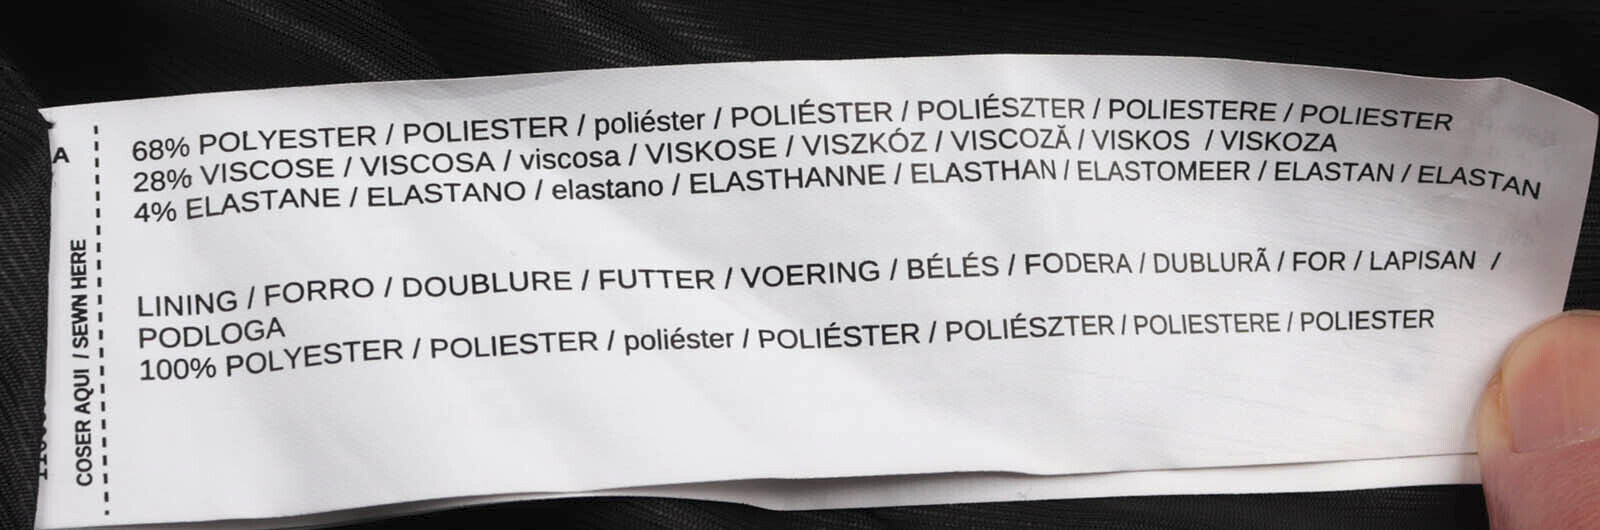 68% POLYESTER / POLIESTER / poliéster / POLIÉSTER / POLIÉSZTER / POLIESTERE / POLIESTER
28% VISCOSE / VISCOSA / viscosa / VISKOSE / VISZKÓZ / VISCOZĂ / VISKOS / VISKOZA
4% ELASTANE / ELASTANO / elastano / ELASTHANNE / ELASTHAN / ELASTOMEER / ELASTAN / ELASTAN
LINING / FORRO / DOUBLURE / FUTTER / VOERING / BÉLÉS / FODERA / DUBLURÃ / FOR / LAPISAN /
PODLOGA
100% POLYESTER / POLIESTER / poliéster / POLIÉSTER / POLIÉSZTER / POLIESTERE / POLIESTER
COSER AQUI / SEWN HERE
A